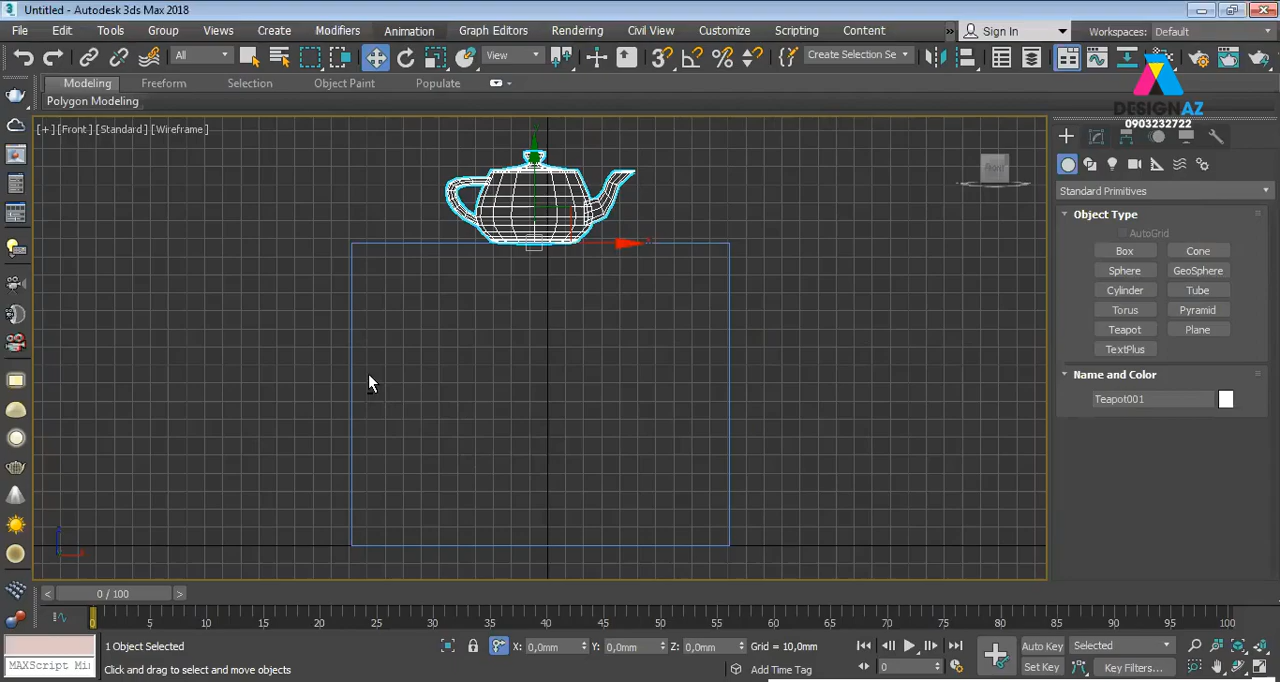 Untitled - Autodesk 3ds Max 2018
File Edit Tools Group Views Create Modifiers Animation Graph Editors Rendering Civil View Customize Scripting Content » Sign In Workspaces: Default
All View Create Selection Se
Modeling Freeform Selection Object Paint Populate
Polygon Modeling
DESIGNAZ
0903232722
[+] [Front] [Standard] [Wireframe]
Front
Standard Primitives
Object Type
AutoGrid
Box Cone
Sphere GeoSphere
Cylinder Tube
Torus Pyramid
Teapot Plane
TextPlus
Name and Color
Teapot001
< 0 / 100 >
0 5 10 15 20 25 30 35 40 45 50 55 60 65 70 75 80 85 90 95 100
1 Object Selected X: 0,0mm Y: 0,0mm Z: 0,0mm Grid = 10,0mm Auto Key Selected
MAXScript Mi Click and drag to select and move objects Add Time Tag 0 Set Key Key Filters...